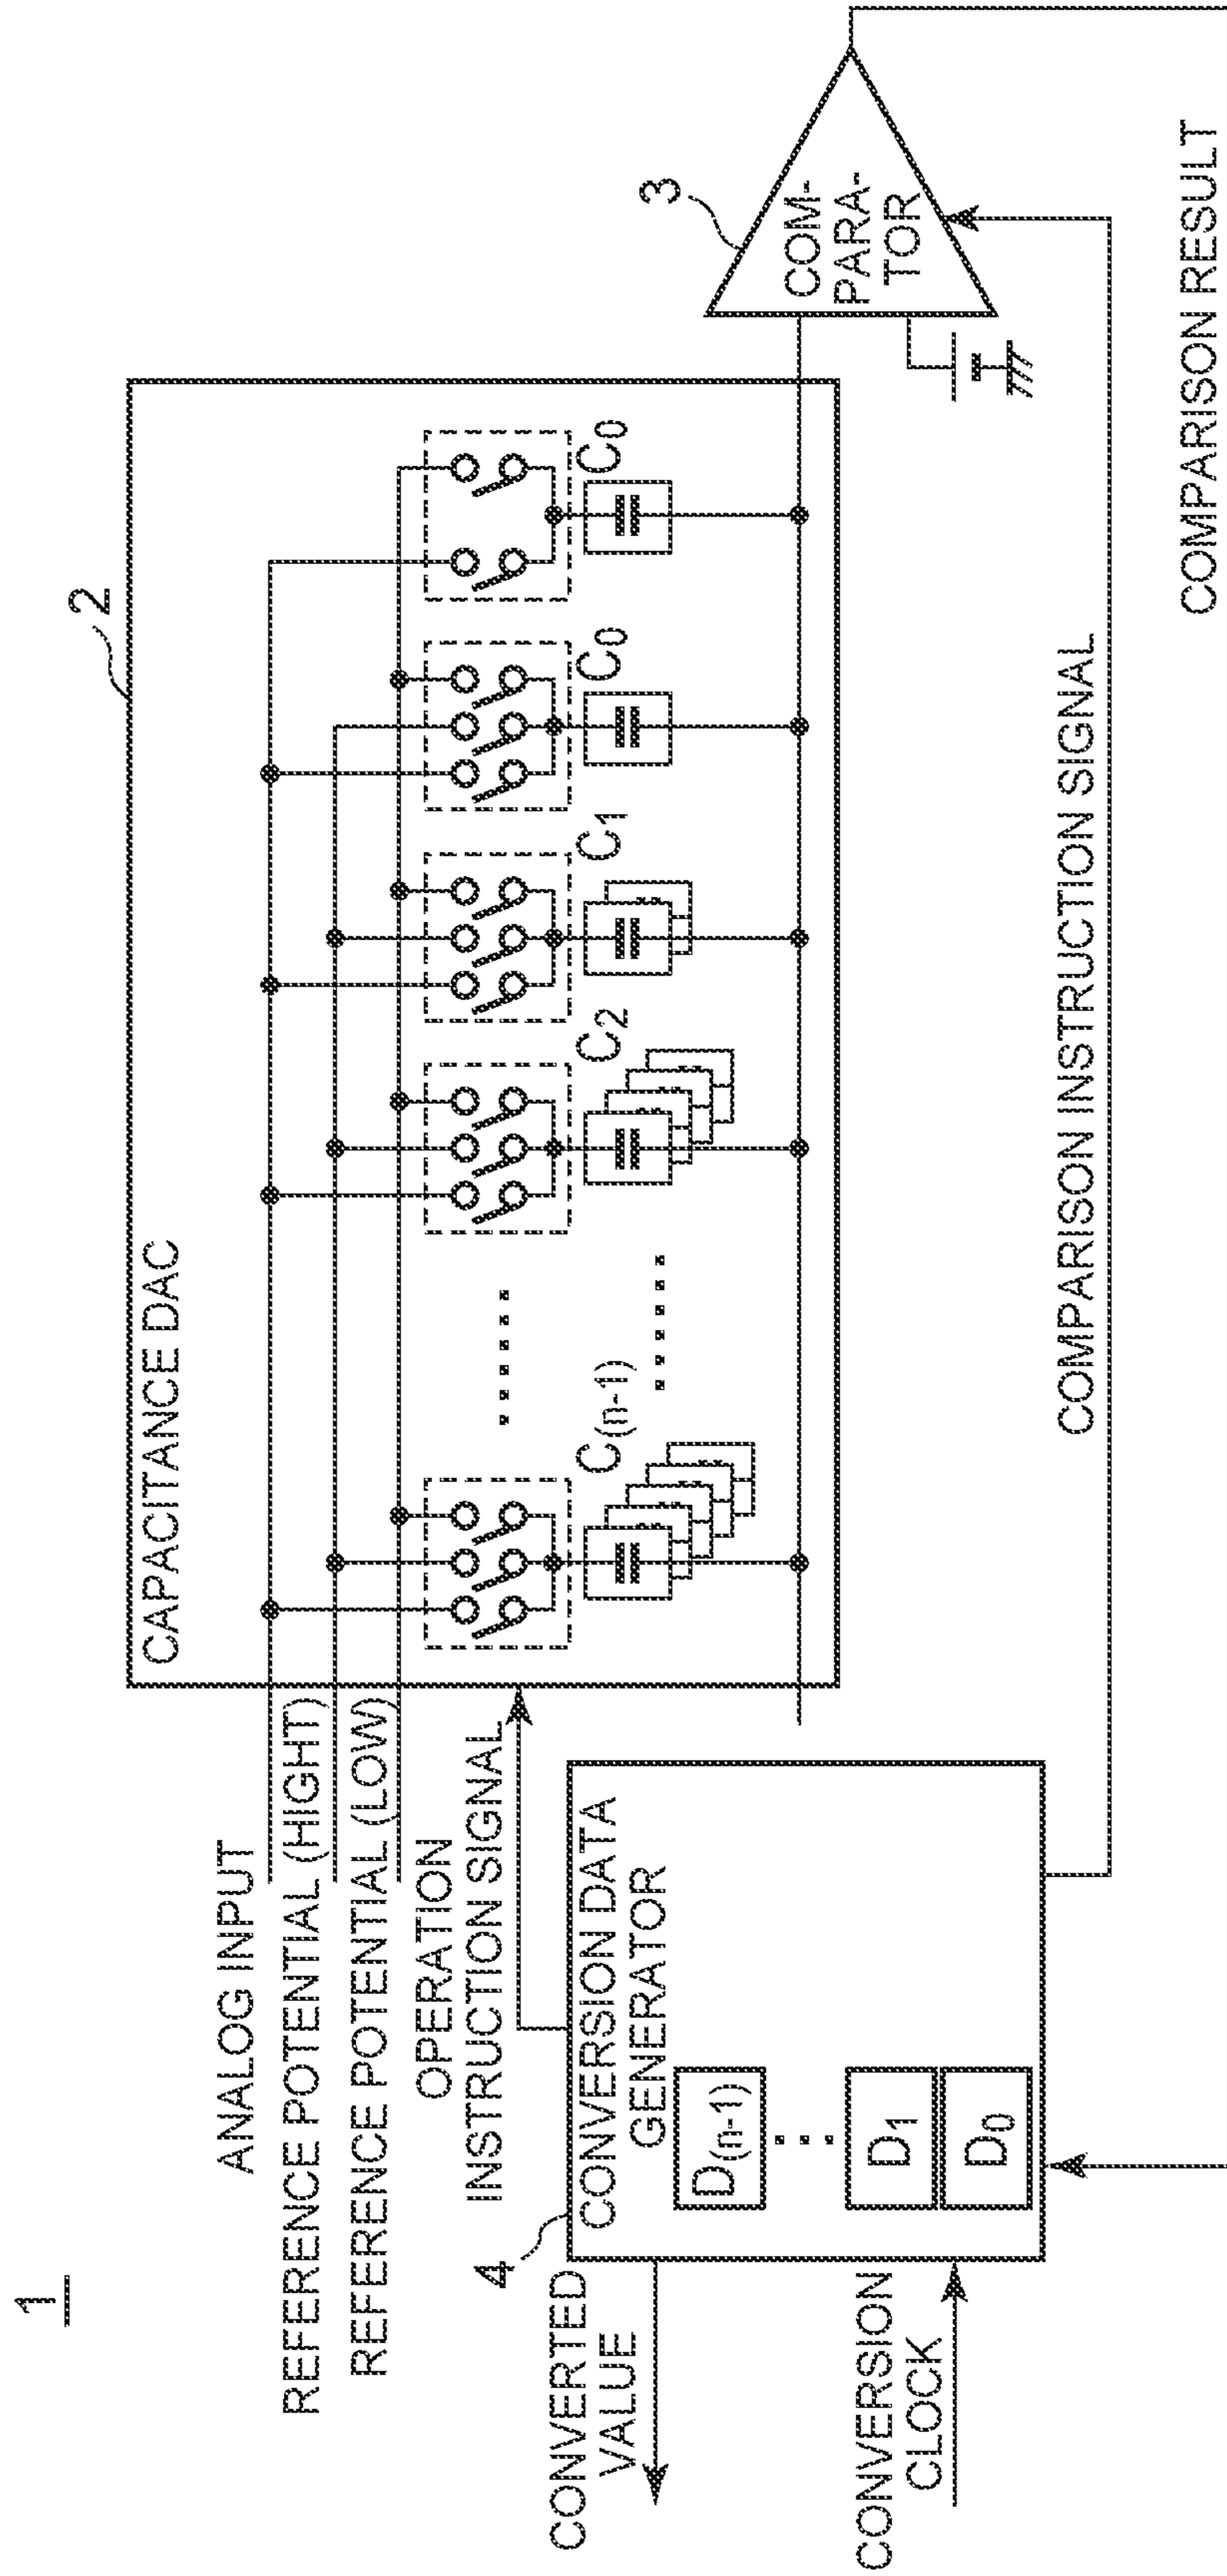 1
CAPACITANCE DAC
2
ANALOG INPUT
REFERENCE POTENTIAL (HIGHT)
REFERENCE POTENTIAL (LOW)
OPERATION
INSTRUCTION SIGNAL
C(n-1)
C2
C1
C0
C0
3
COM-
PARA-
TOR
4
CONVERSION DATA
GENERATOR
D(n-1)
D1
D0
CONVERTED
VALUE
CONVERSION
CLOCK
COMPARISON INSTRUCTION SIGNAL
COMPARISON RESULT